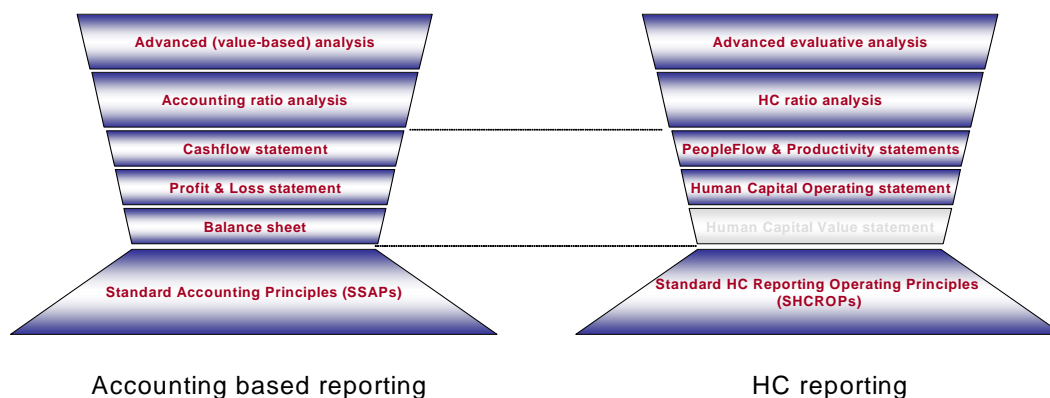 Advanced (value-based) analysis
Accounting ratio analysis
Cashflow statement
Profit & Loss statement
Balance sheet
Standard Accounting Principles (SSAPs)
Accounting based reporting
Advanced evaluative analysis
HC ratio analysis
PeopleFlow & Productivity statements
Human Capital Operating statement
Human Capital Value statement
Standard HC Reporting Operating Principles
(SHCROPs)
HC reporting